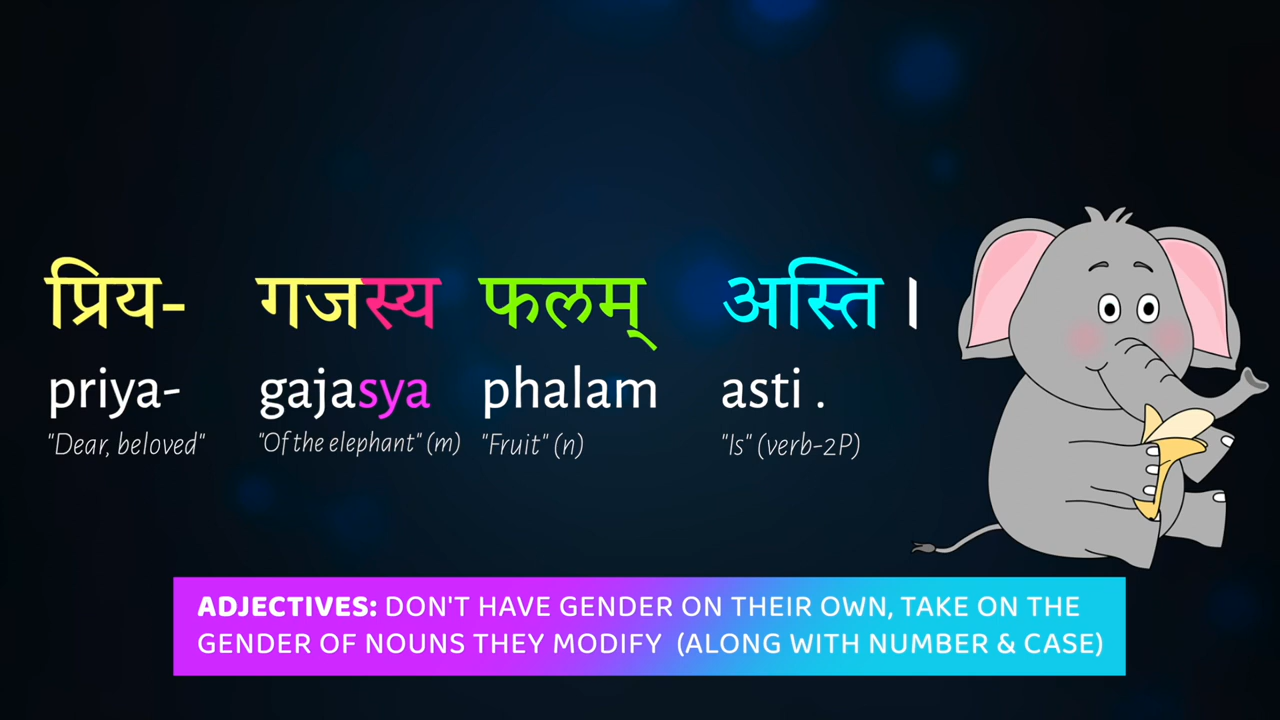 प्रिय- गजस्य फलम् अस्ति ।
priya- gajasya phalam asti .
"Dear, beloved" "Of the elephant" (m) "Fruit" (n) "Is" (verb-2P)
ADJECTIVES: DON'T HAVE GENDER ON THEIR OWN, TAKE ON THE
GENDER OF NOUNS THEY MODIFY (ALONG WITH NUMBER & CASE)